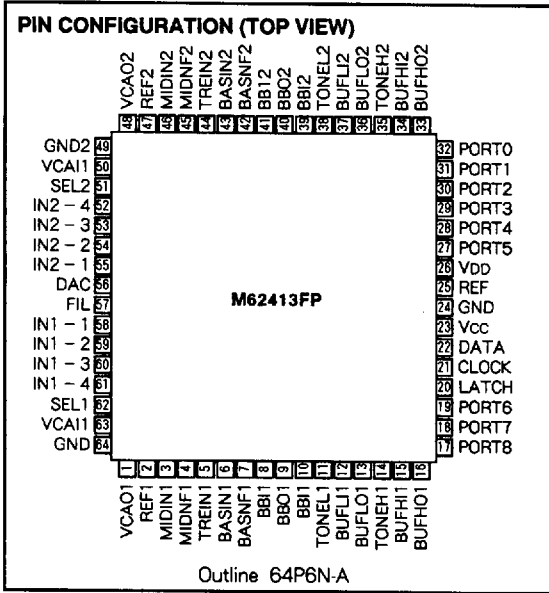 PIN CONFIGURATION (TOP VIEW)
VCAO2 REF2 MIDIN2 MIDNF2 TREIN2 BASIN2 BASNF2 BB12 BBO2 BBI2 TONEL2 BUFLI2 BUFLO2 TONEH2 BUFHI2 BUFHO2
48 47 46 45 44 43 42 41 40 39 38 37 36 35 34 33
GND2 49
VCAI1 50
SEL2 51
IN2 - 4 52
IN2 - 3 53
IN2 - 2 54
IN2 - 1 55
DAC 56
FIL 57
IN1 - 1 58
IN1 - 2 59
IN1 - 3 60
IN1 - 4 61
SEL1 62
VCAI1 63
GND 64
M62413FP
32 PORT0
31 PORT1
30 PORT2
29 PORT3
28 PORT4
27 PORT5
26 VDD
25 REF
24 GND
23 Vcc
22 DATA
21 CLOCK
20 LATCH
19 PORT6
18 PORT7
17 PORT8
1 2 3 4 5 6 7 8 9 10 11 12 13 14 15 16
VCAO1 REF1 MIDIN1 MIDNF1 TREIN1 BASIN1 BASNF1 BBI1 BBO1 BBI1 TONEL1 BUFLI1 BUFLO1 TONEH1 BUFHI1 BUFHO1
Outline 64P6N-A